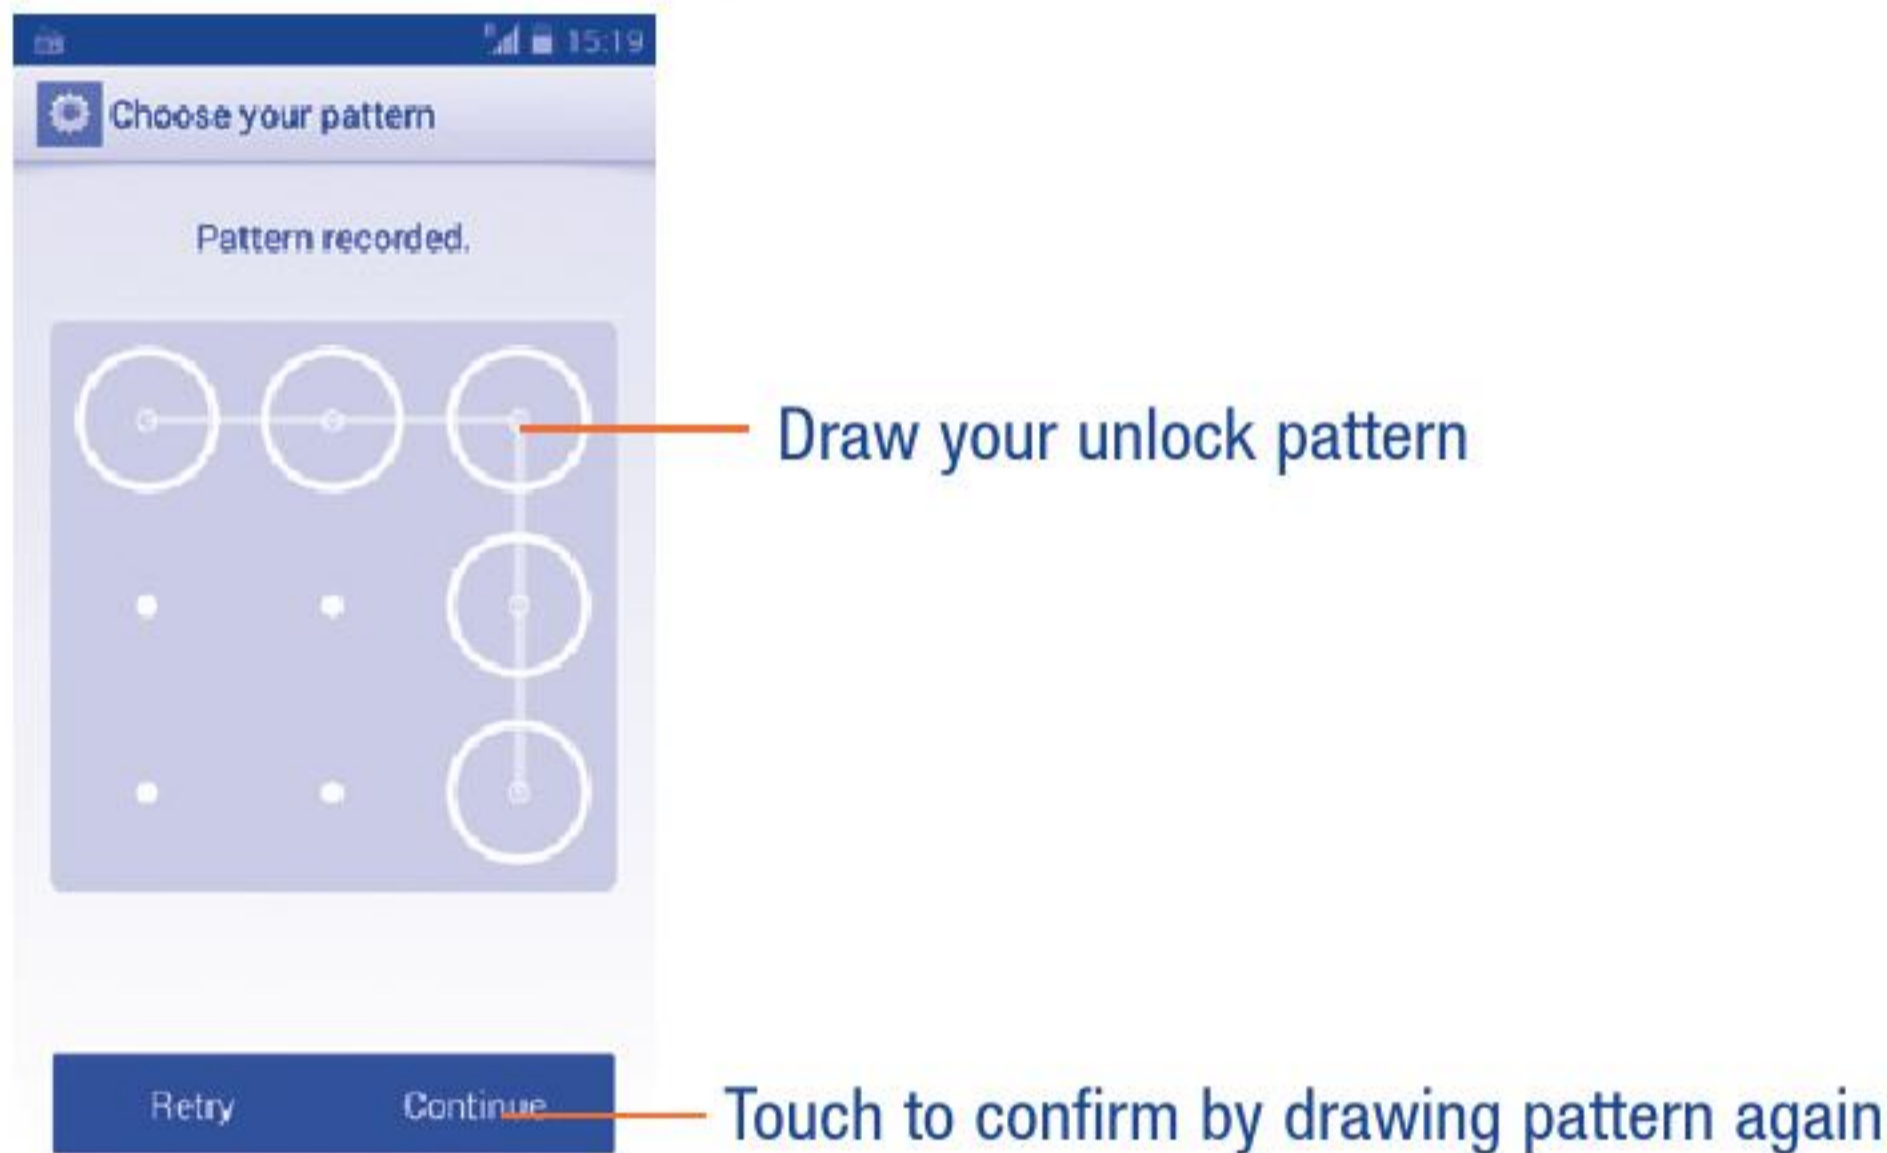 15:19
Choose your pattern
Pattern recorded.
Draw your unlock pattern
Retry Continue
Touch to confirm by drawing pattern again